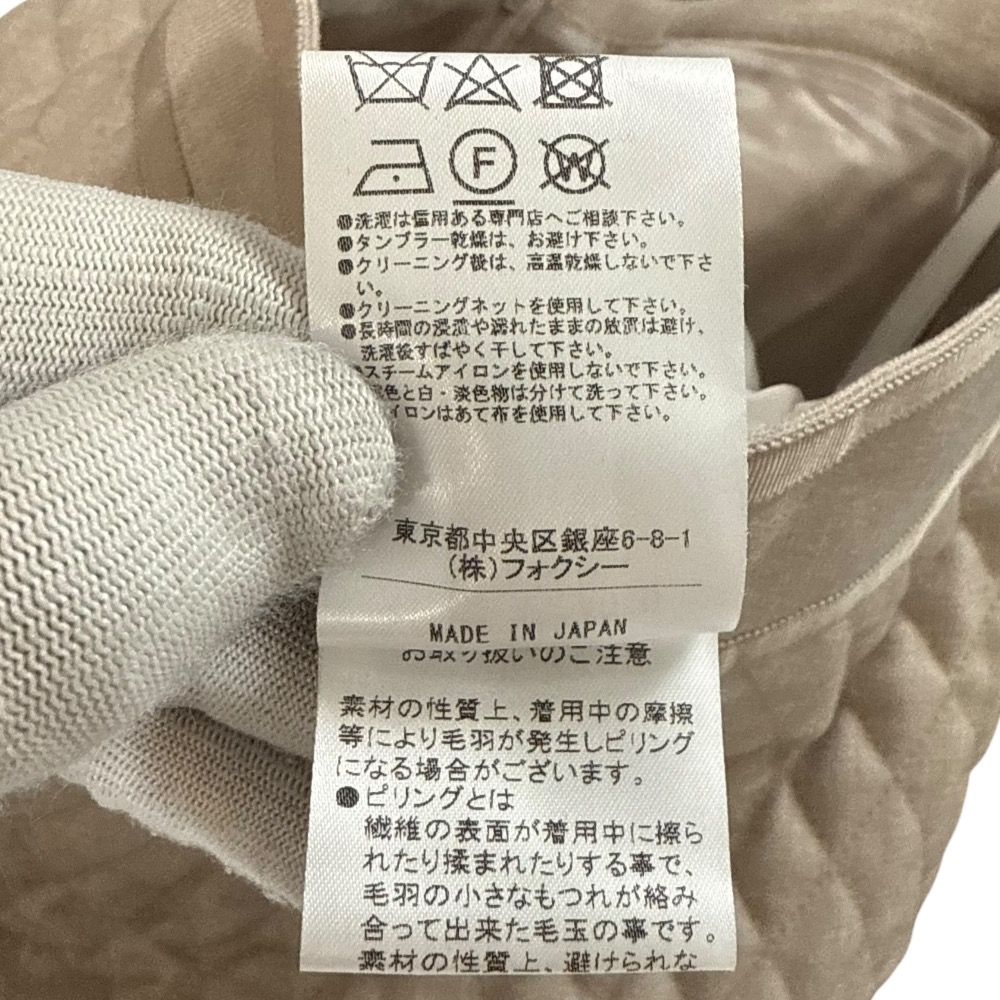 F
W
●洗濯は信用ある専門店へご相談下さい。
●タンブラー乾燥は、お避け下さい。
●クリーニング後は、高温乾燥しないで下さ
い。
●クリーニングネットを使用して下さい。
●長時間の浸漬や濡れたままの放置は避け、
洗濯後すばやく干して下さい。
●スチームアイロンを使用しないで下さい。
色と白・淡色物は分けて洗って下さい。
イロンはあて布を使用して下さい。
東京都中央区銀座6-8-1
(株)フォクシー
MADE IN JAPAN
お取り扱いのご注意
素材の性質上、着用中の摩擦
等により毛羽が発生しピリング
になる場合がございます。
●ピリングとは
繊維の表面が着用中に擦ら
れたり揉まれたりする事で、
毛羽の小さなもつれが絡み
合って出来た毛玉の事です。
素材の性質上、避けられな